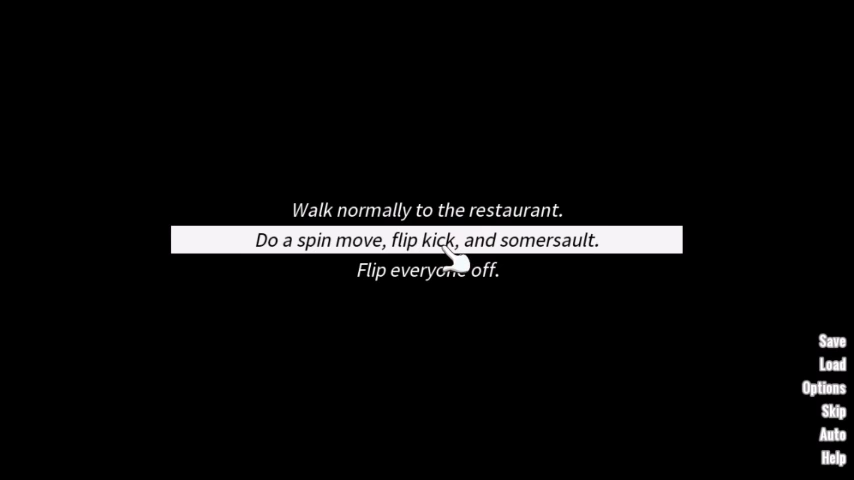 Walk normally to the restaurant.
Do a spin move, flip kick, and somersault.
Flip everyone off.
Save
Load
Options
Skip
Auto
Help